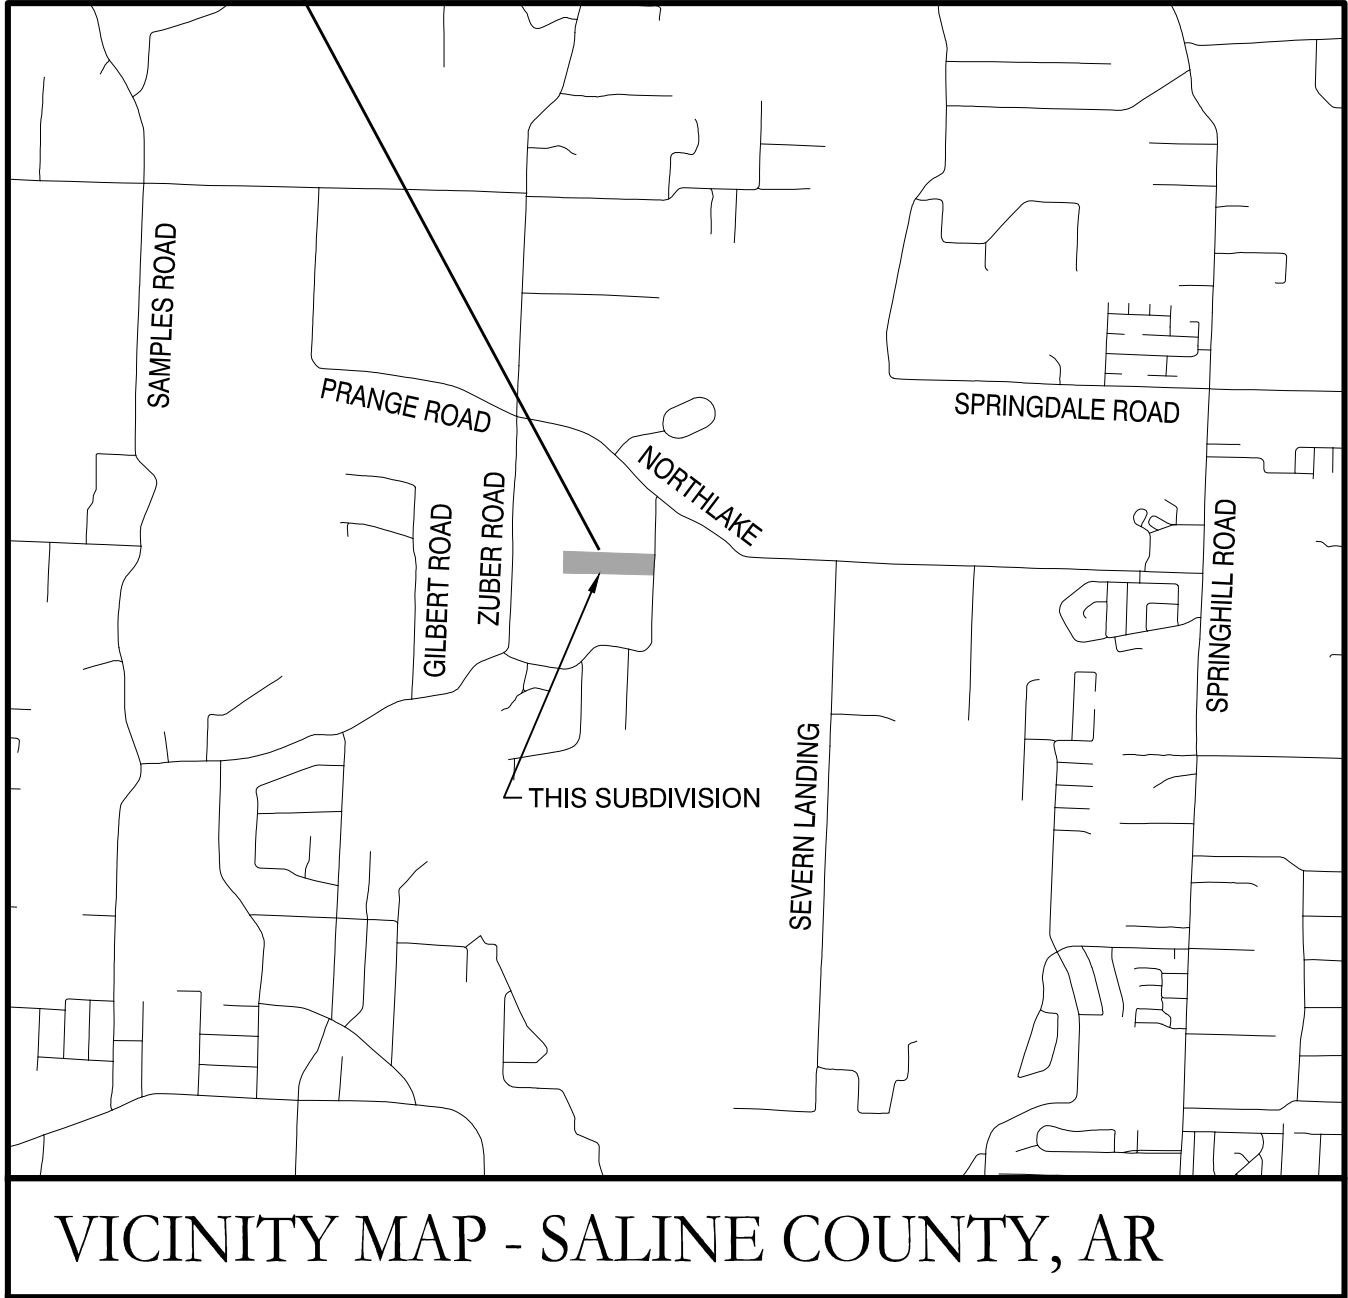 SAMPLES ROAD
PRANGE ROAD
SPRINGDALE ROAD
NORTHLAKE
GILBERT ROAD
ZUBER ROAD
SPRINGHILL ROAD
SEVERN LANDING
THIS SUBDIVISION
VICINITY MAP - SALINE COUNTY, AR